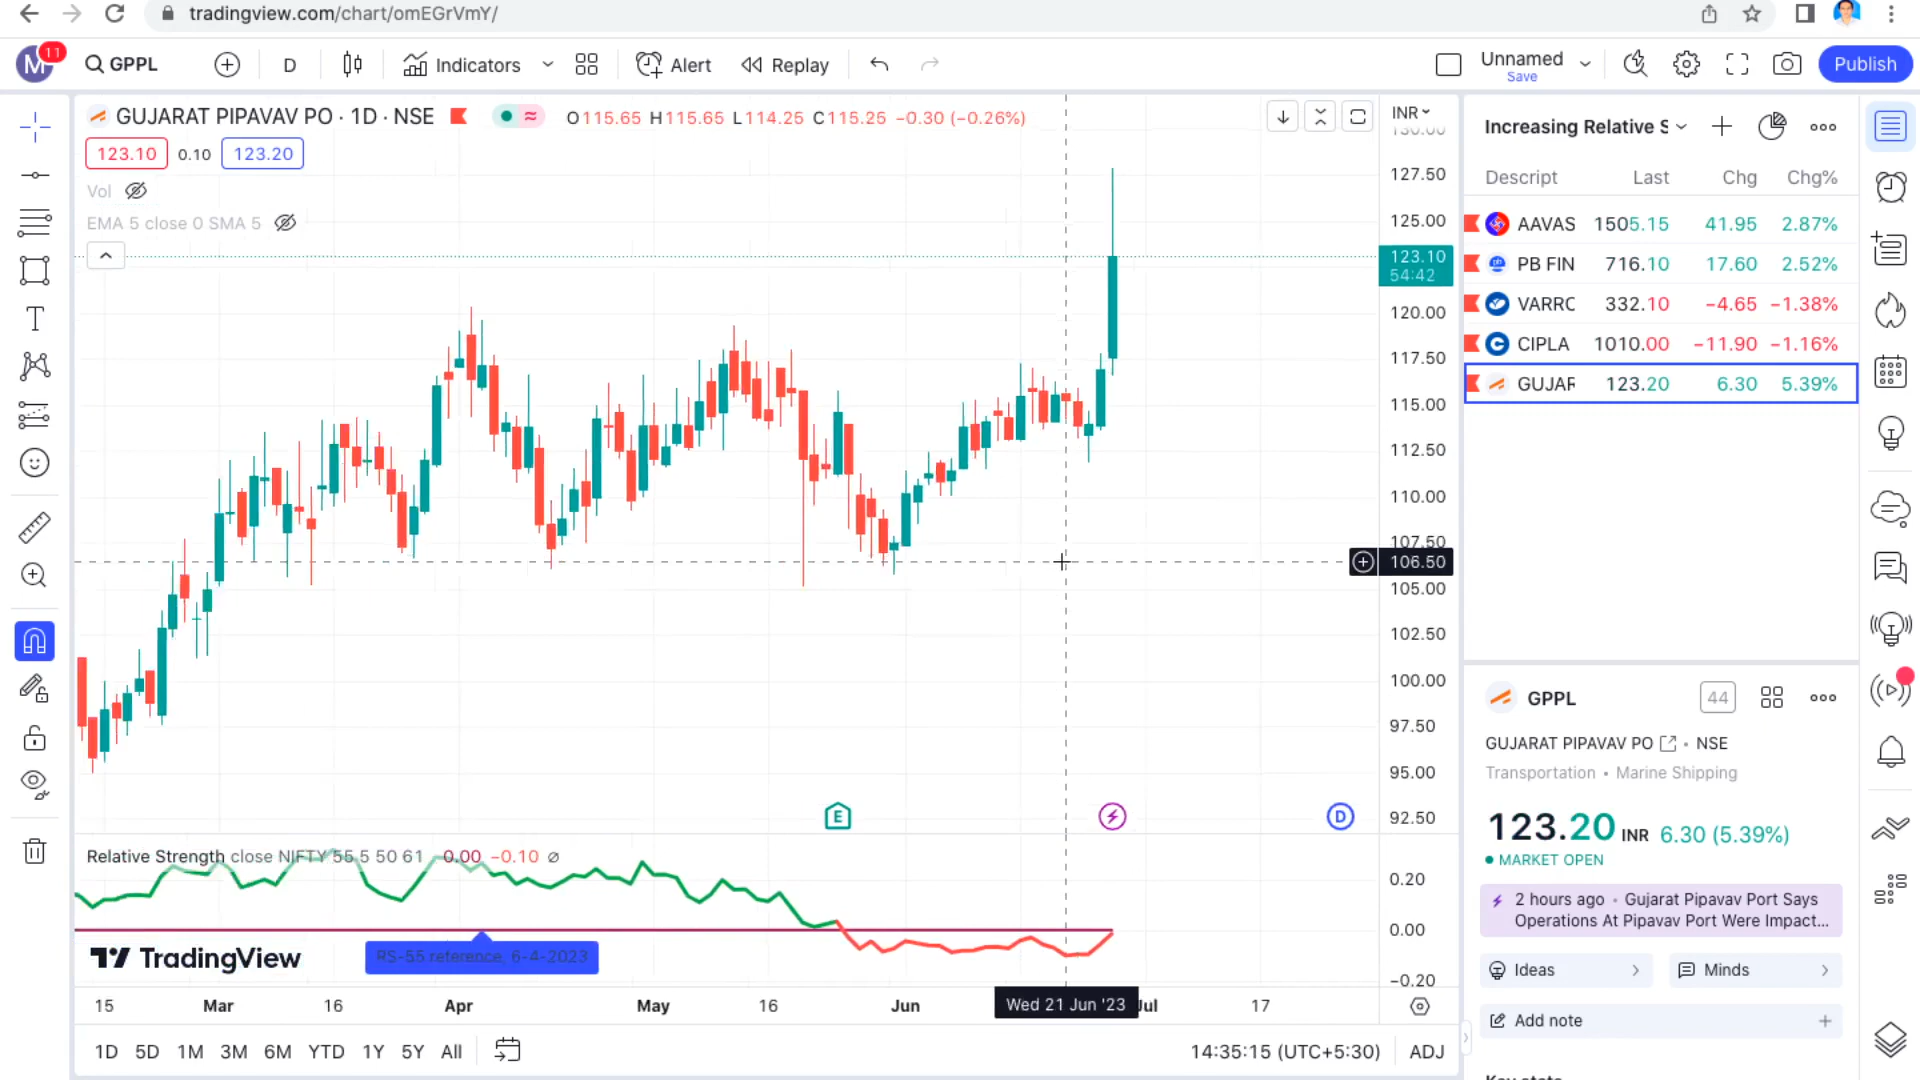 tradingview.com/chart/omEGrVmY/
M 11 GPPL D Indicators Alert Replay Unnamed Save Publish
GUJARAT PIPAVAV PO · 1D · NSE O115.65 H115.65 L114.25 C115.25 −0.30 (−0.26%)
123.10 0.10 123.20
Vol
EMA 5 close 0 SMA 5
INR
130.00
127.50
125.00
123.10
54:42
120.00
117.50
115.00
112.50
110.00
107.50
106.50
105.00
102.50
100.00
97.50
95.00
92.50
E D
Relative Strength close NIFTY 55 5 50 61 0.00 −0.10 ∅
0.20
0.00
−0.20
TradingView
RS-55 reference, 6-4-2023
15 Mar 16 Apr May 16 Jun Wed 21 Jun '23 Jul 17
1D 5D 1M 3M 6M YTD 1Y 5Y All 14:35:15 (UTC+5:30) ADJ
Increasing Relative S
Descript Last Chg Chg%
AAVAS 1505.15 41.95 2.87%
PB FIN 716.10 17.60 2.52%
VARRC 332.10 −4.65 −1.38%
CIPLA 1010.00 −11.90 −1.16%
GUJAR 123.20 6.30 5.39%
GPPL 44
GUJARAT PIPAVAV PO • NSE
Transportation • Marine Shipping
123.20 INR 6.30 (5.39%)
MARKET OPEN
2 hours ago • Gujarat Pipavav Port Says
Operations At Pipavav Port Were Impact...
Ideas Minds
Add note
Key stats